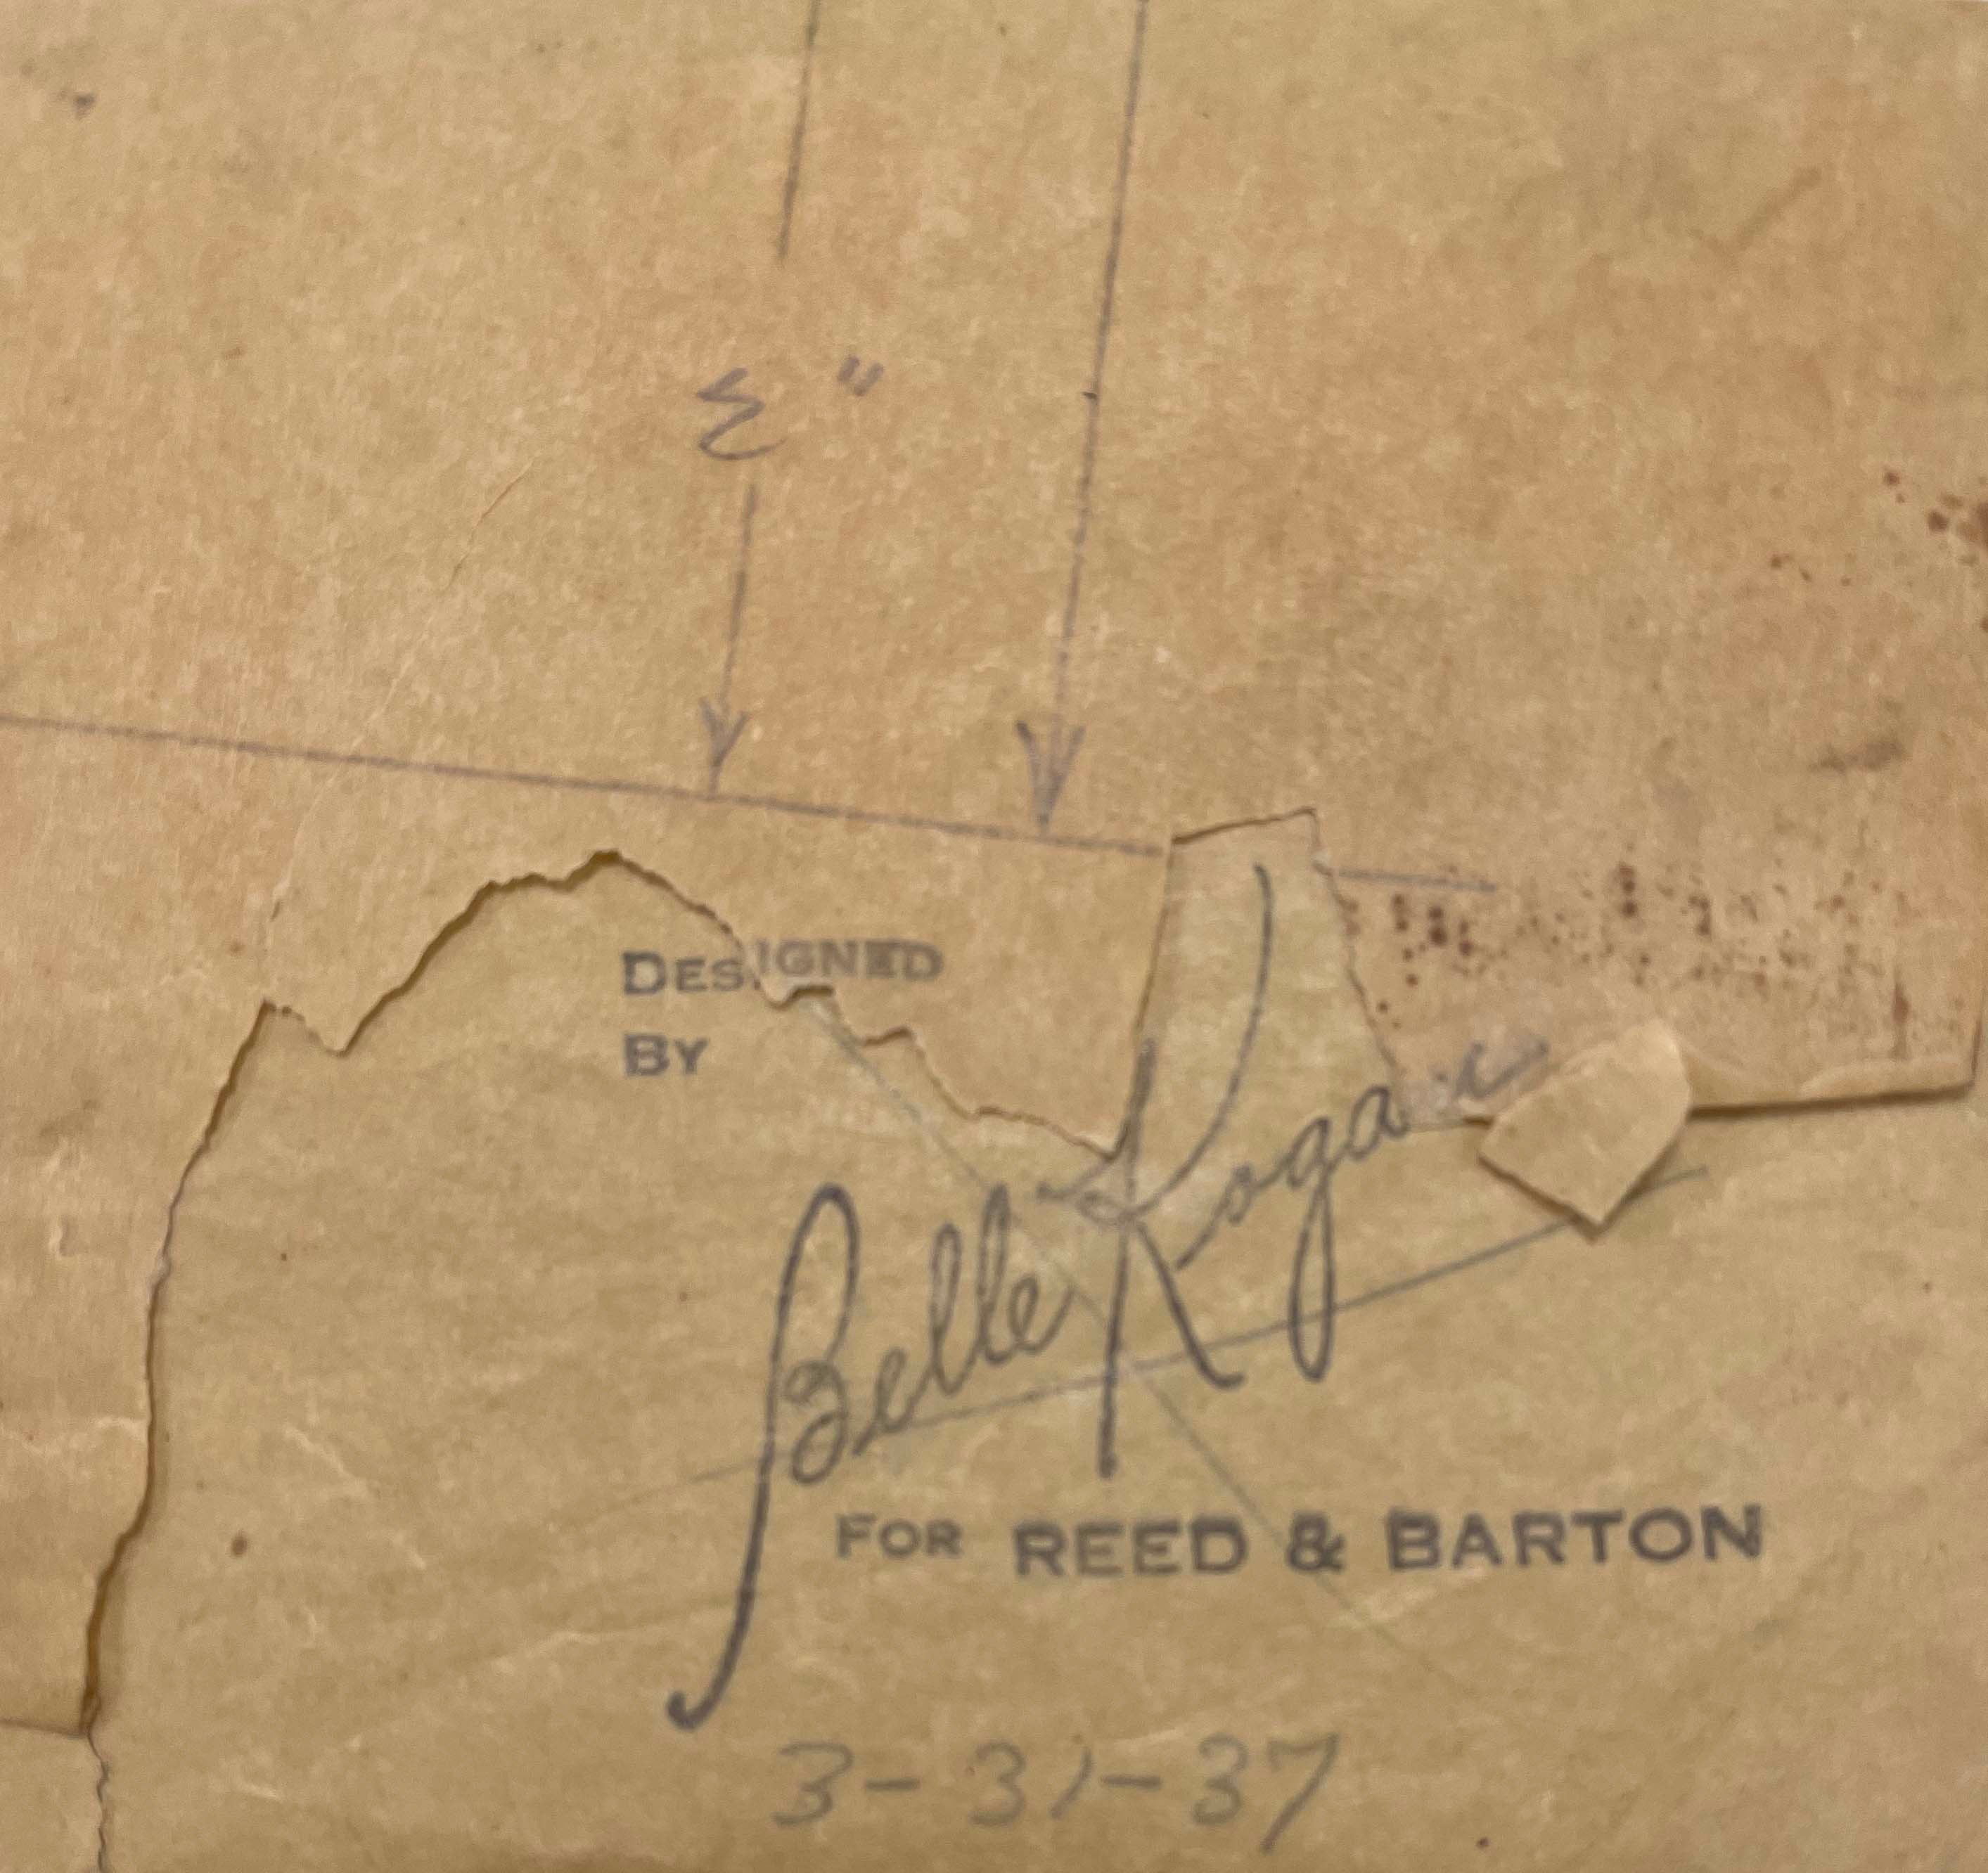 3"
DESIGNED
BY
Belle Kogan
FOR REED & BARTON
3-31-37